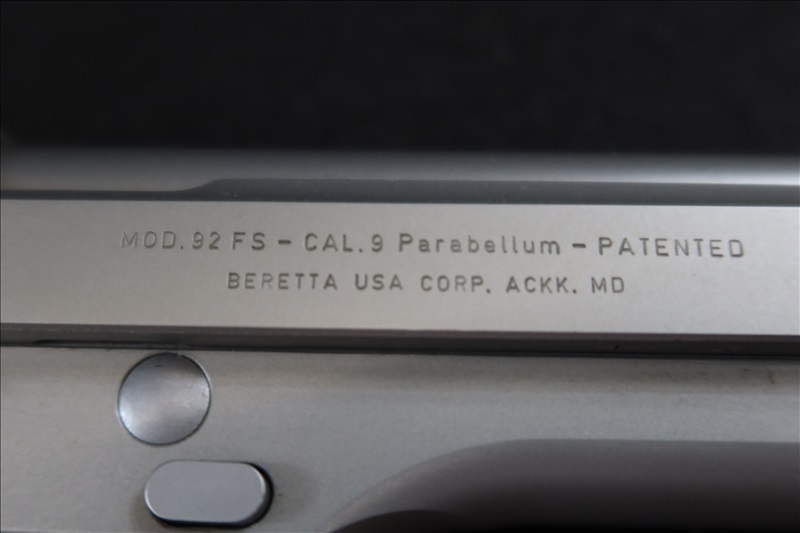 MOD.92 FS - CAL.9 Parabellum - PATENTED
BERETTA USA CORP. ACKK. MD